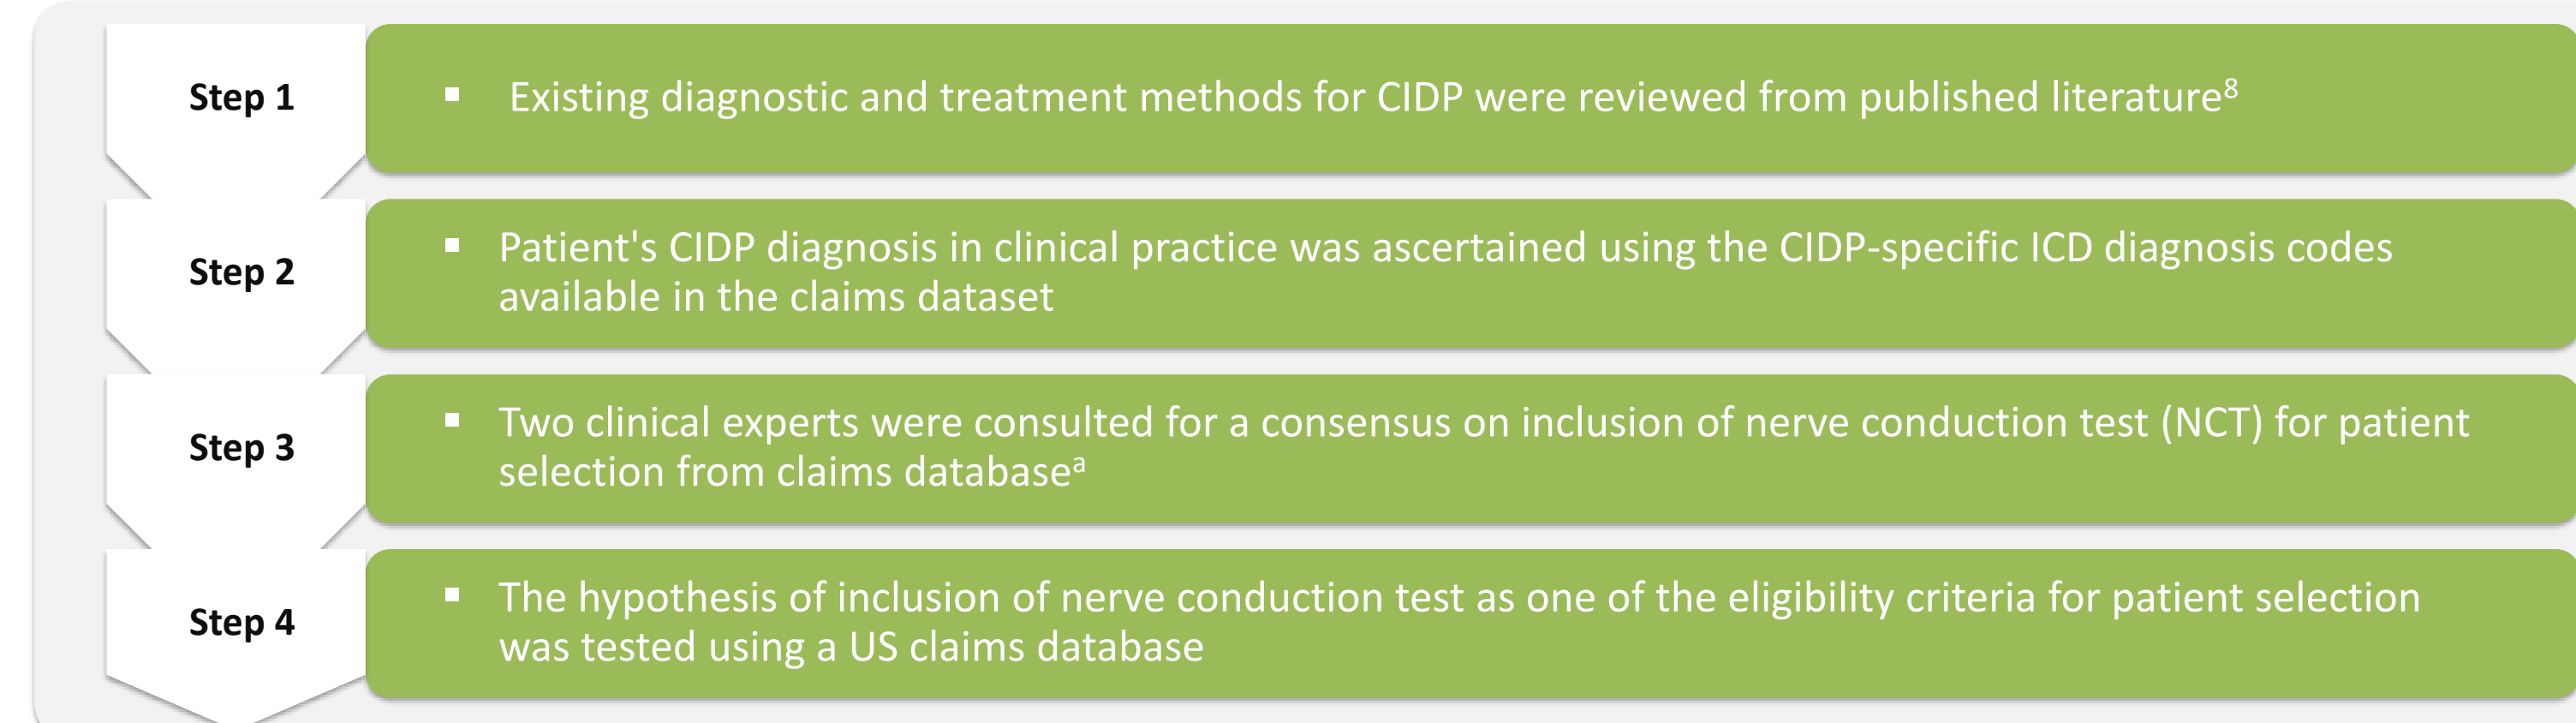 Step 1
▪ Existing diagnostic and treatment methods for CIDP were reviewed from published literature⁸
Step 2
▪ Patient's CIDP diagnosis in clinical practice was ascertained using the CIDP-specific ICD diagnosis codes
available in the claims dataset
Step 3
▪ Two clinical experts were consulted for a consensus on inclusion of nerve conduction test (NCT) for patient
selection from claims databaseᵃ
Step 4
▪ The hypothesis of inclusion of nerve conduction test as one of the eligibility criteria for patient selection
was tested using a US claims database